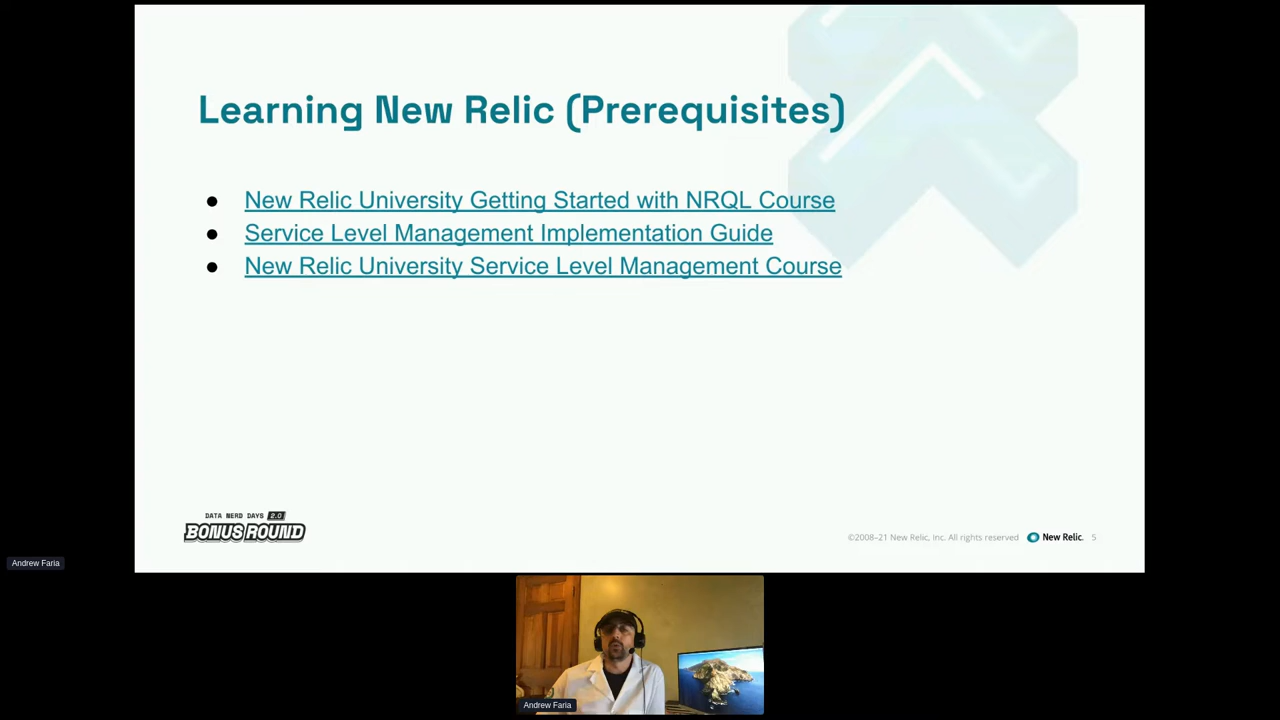 Learning New Relic (Prerequisites)
● New Relic University Getting Started with NRQL Course
● Service Level Management Implementation Guide
● New Relic University Service Level Management Course
DATA NERD DAYS 2.0
BONUS ROUND
©2008–21 New Relic, Inc. All rights reserved New Relic. 5
Andrew Faria
Andrew Faria